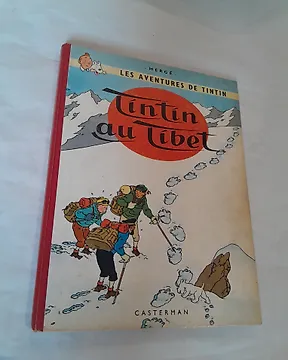 HERGÉ
LES AVENTURES DE TINTIN
Tintin
au Tibet
CASTERMAN